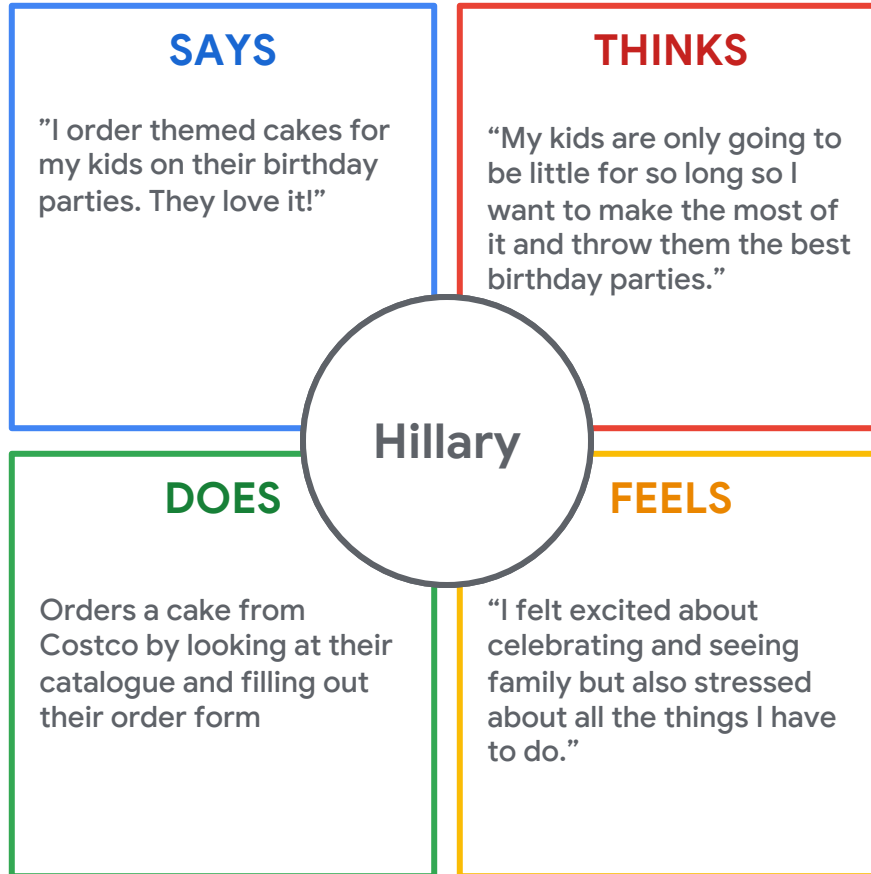 SAYS
”I order themed cakes for
my kids on their birthday
parties. They love it!”
THINKS
“My kids are only going to
be little for so long so I
want to make the most of
it and throw them the best
birthday parties.”
Hillary
DOES
Orders a cake from
Costco by looking at their
catalogue and filling out
their order form
FEELS
“I felt excited about
celebrating and seeing
family but also stressed
about all the things I have
to do.”